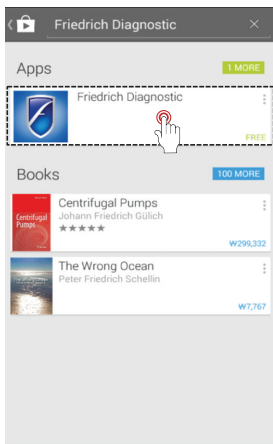 Friedrich Diagnostic
Apps
1 MORE
Friedrich Diagnostic
FREE
Books
100 MORE
Centrifugal Pumps
Centrifugal Pumps
Johann Friedrich Gülich
₩299,332
The Wrong Ocean
Peter Friedrich Schellin
₩7,767